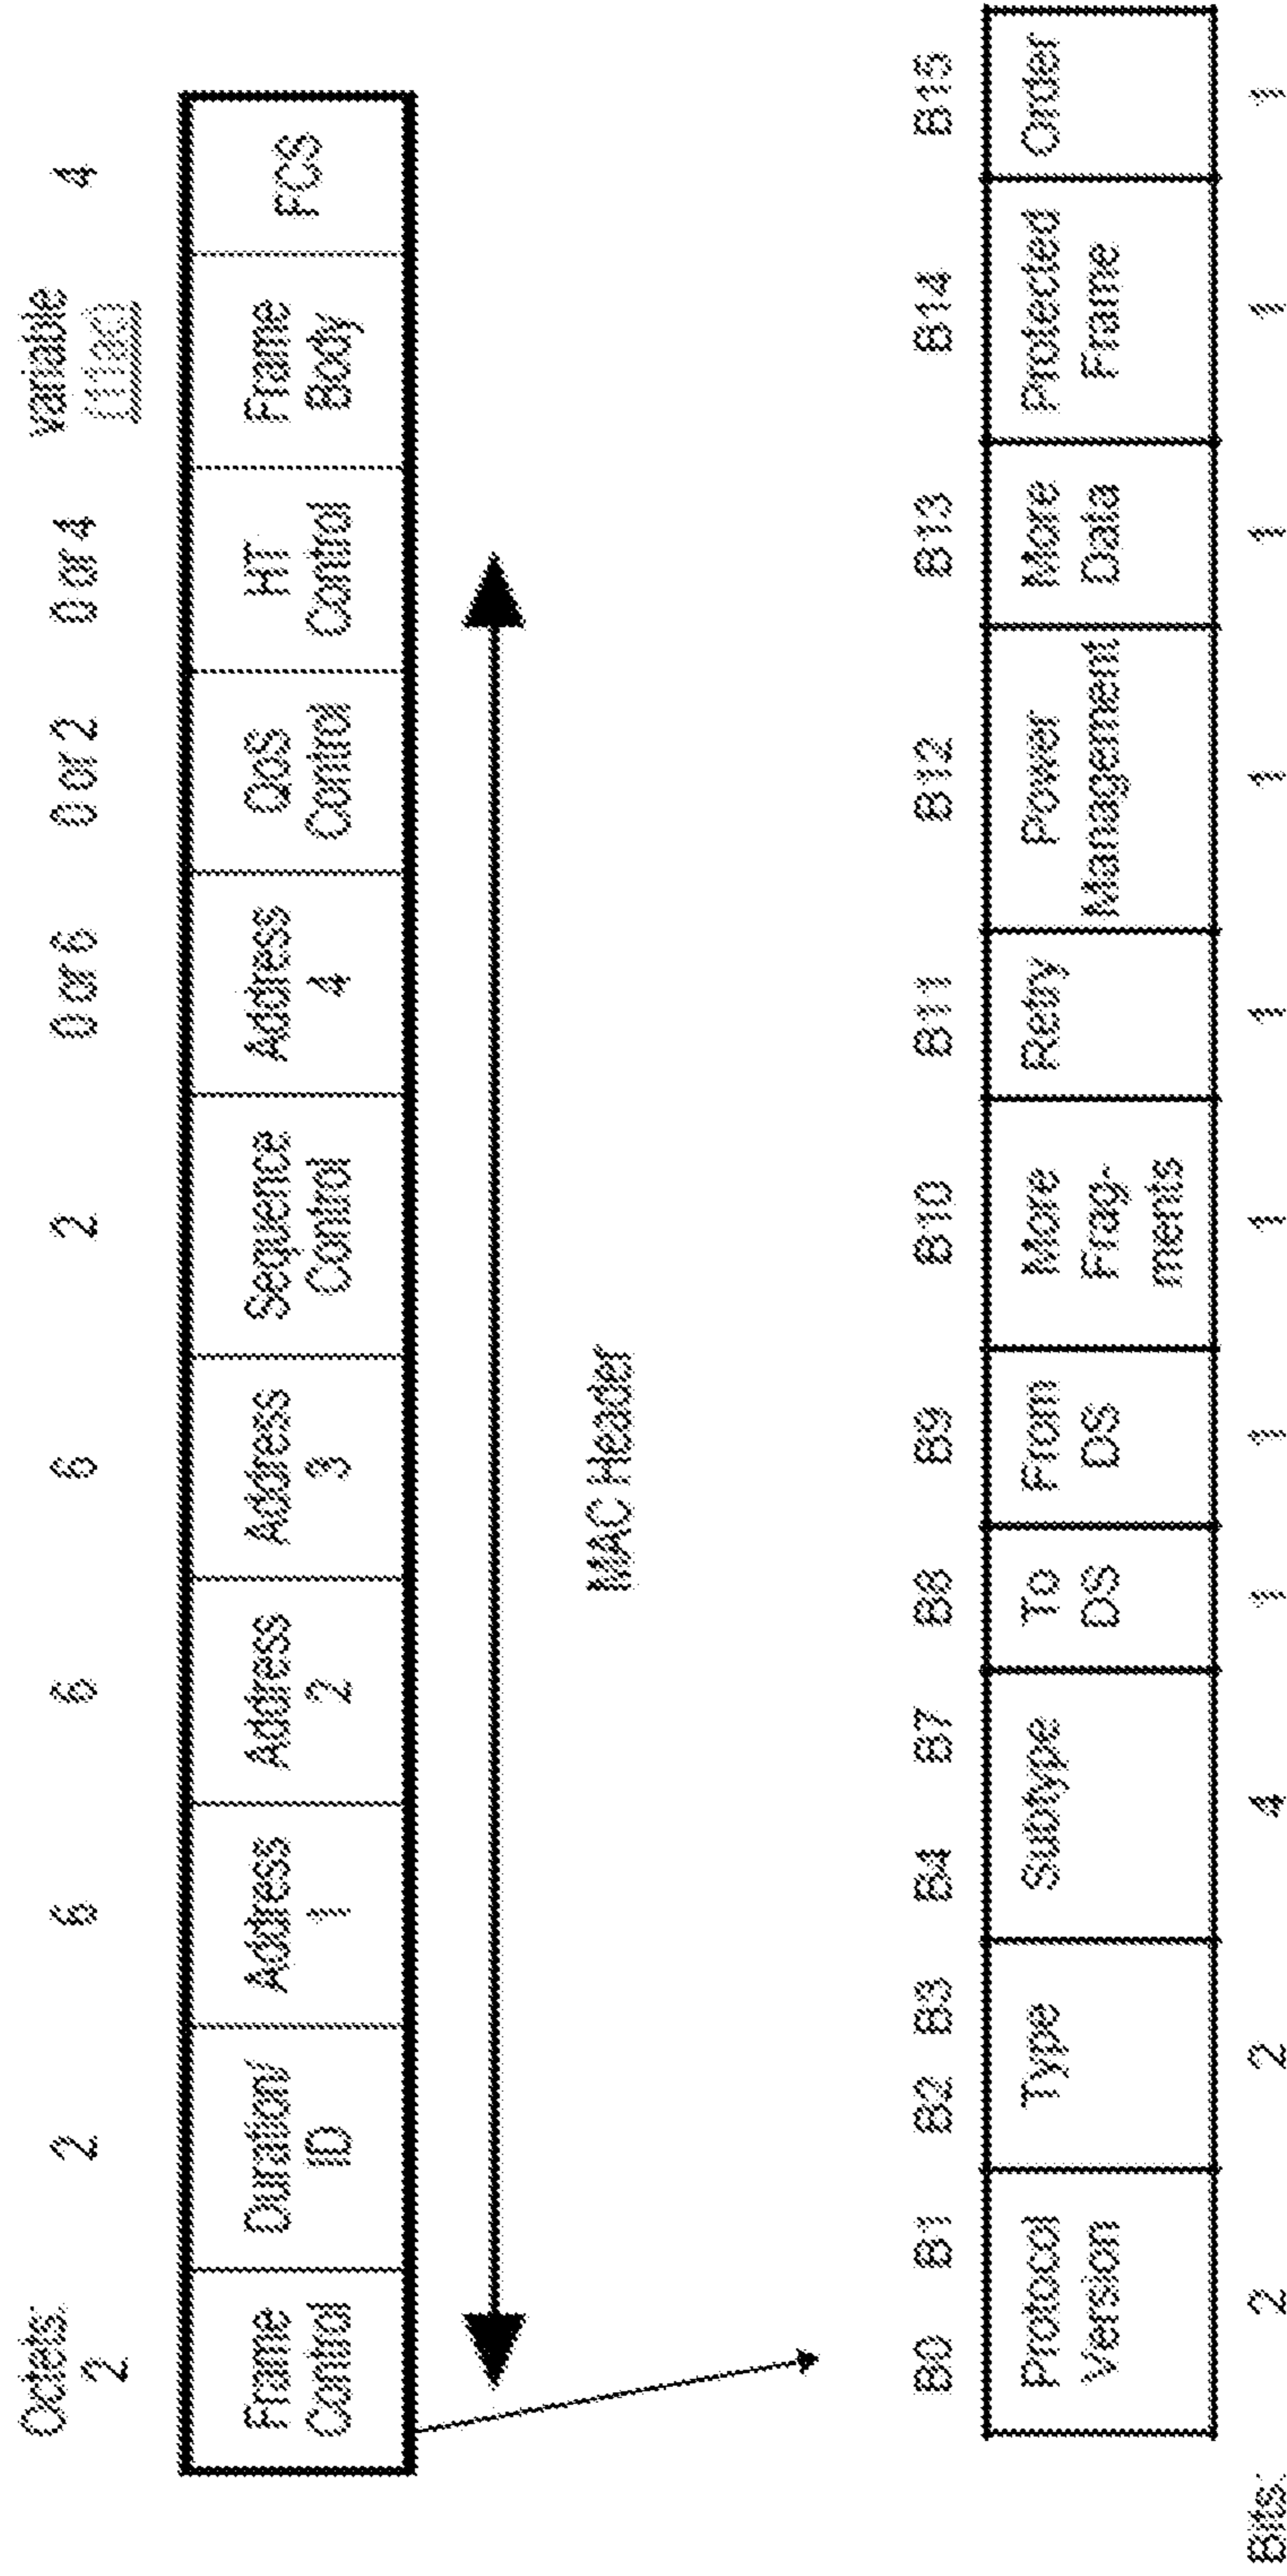 Octets:
2 2 6 6 6 2 0 or 6 0 or 2 0 or 4 variable 4
(11ac)
Frame Control
Duration/ ID
Address 1
Address 2
Address 3
Sequence Control
Address 4
QoS Control
HT Control
Frame Body
FCS
MAC Header
B0 B1 B2 B3 B4 B7 B8 B9 B10 B11 B12 B13 B14 B15
Protocol Version
Type
Subtype
To DS
From DS
More Frag- ments
Retry
Power Management
More Data
Protected Frame
Order
Bits: 2 2 4 1 1 1 1 1 1 1 1